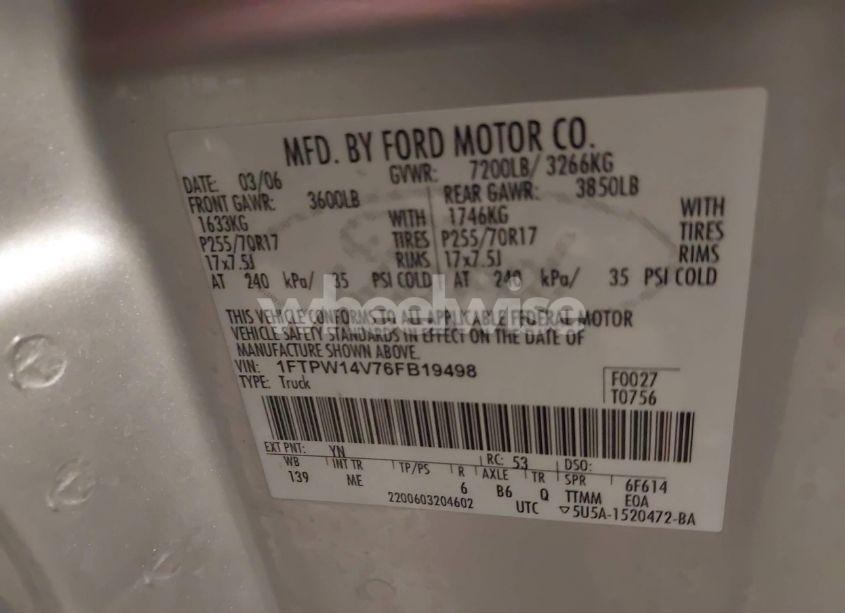 MFD. BY FORD MOTOR CO.
DATE: 03/06 GVWR: 7200LB/ 3266KG
FRONT GAWR: 3600LB REAR GAWR: 3850LB
1633KG WITH 1746KG WITH
P255/70R17 TIRES P255/70R17 TIRES
17x7.5J RIMS 17x7.5J RIMS
AT 240 kPa/ 35 PSI COLD AT 240 kPa/ 35 PSI COLD
wheelwise
THIS VEHICLE CONFORMS TO ALL APPLICABLE FEDERAL MOTOR
VEHICLE SAFETY STANDARDS IN EFFECT ON THE DATE OF
MANUFACTURE SHOWN ABOVE.
VIN: 1FTPW14V76FB19498 F0027
TYPE: Truck T0756
EXT PNT: YN RC: 53 DSO:
WB INT TR TP/PS R AXLE TR SPR 6F614
139 ME 6 B6 Q TTMM EOA
2200603204602 UTC ▽5U5A-1520472-BA